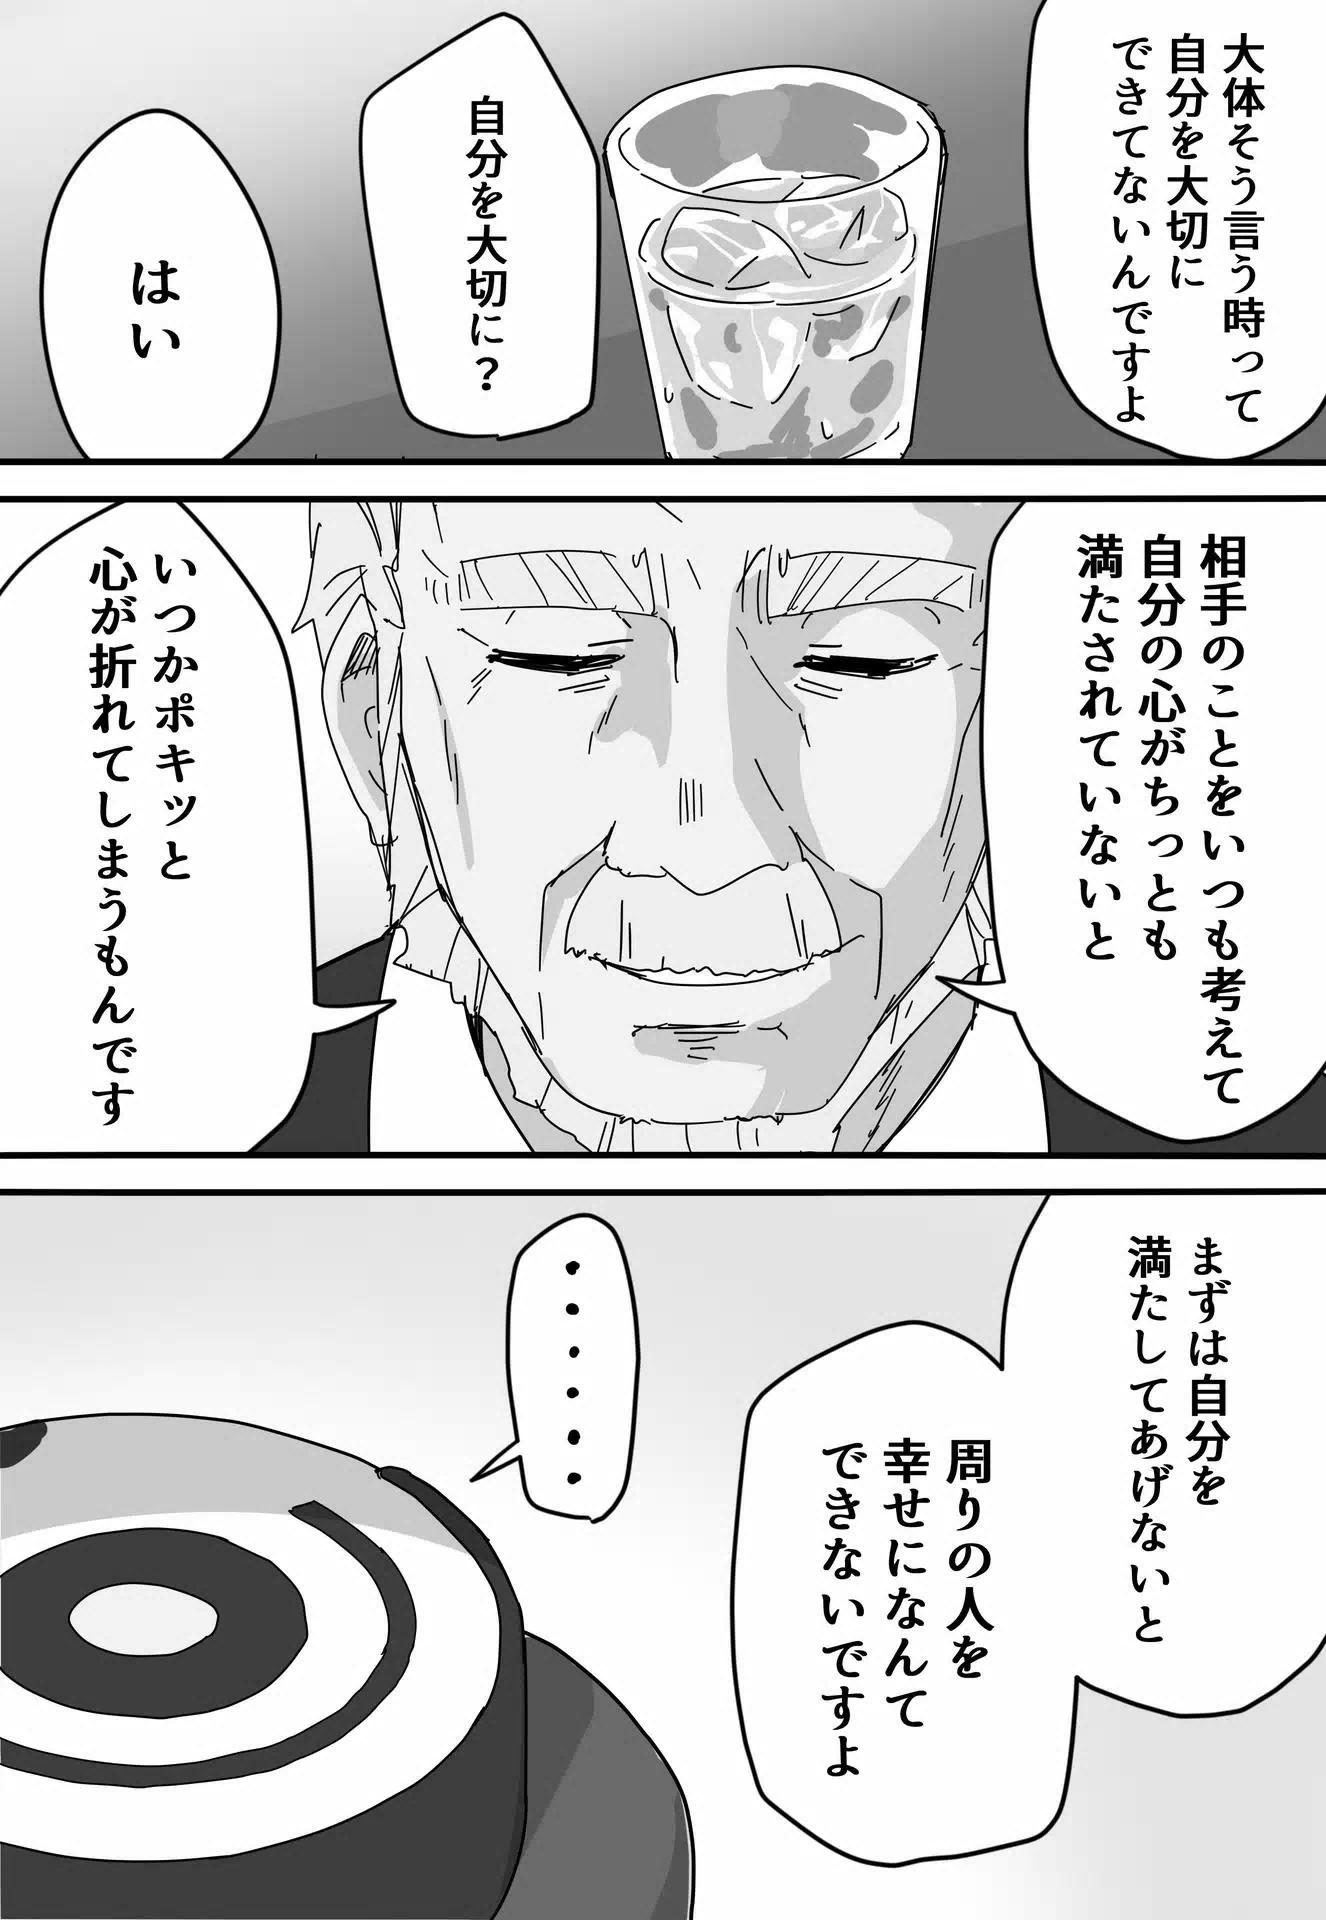 大体そう言う時って
自分を大切に
できてないんですよ
自分を大切に?
はい
相手のことをいつも考えて
自分の心がちっとも
満たされていないと
いつかポキッと
心が折れてしまうもんです
まずは自分を
満たしてあげないと
周りの人を
幸せになんて
できないですよ
・・・・・・